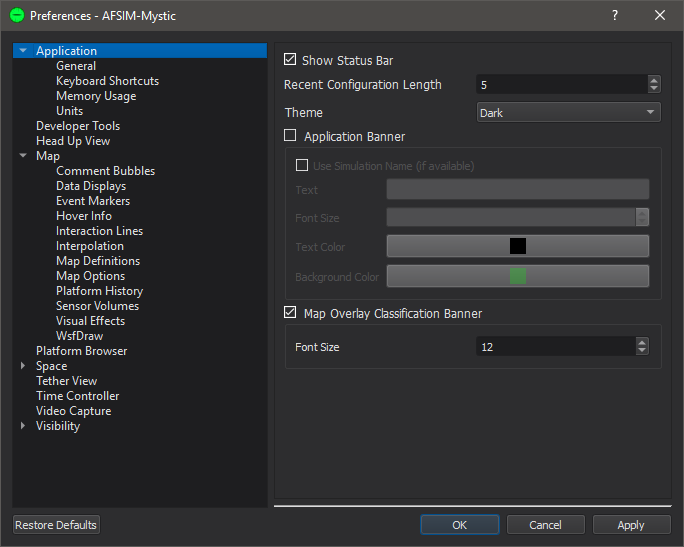 Preferences - AFSIM-Mystic
?
Application
General
Keyboard Shortcuts
Memory Usage
Units
Developer Tools
Head Up View
Map
Comment Bubbles
Data Displays
Event Markers
Hover Info
Interaction Lines
Interpolation
Map Definitions
Map Options
Platform History
Sensor Volumes
Visual Effects
WsfDraw
Platform Browser
Space
Tether View
Time Controller
Video Capture
Visibility
Show Status Bar
Recent Configuration Length 5
Theme Dark
Application Banner
Use Simulation Name (if available)
Text
Font Size
Text Color
Background Color
Map Overlay Classification Banner
Font Size 12
Restore Defaults OK Cancel Apply